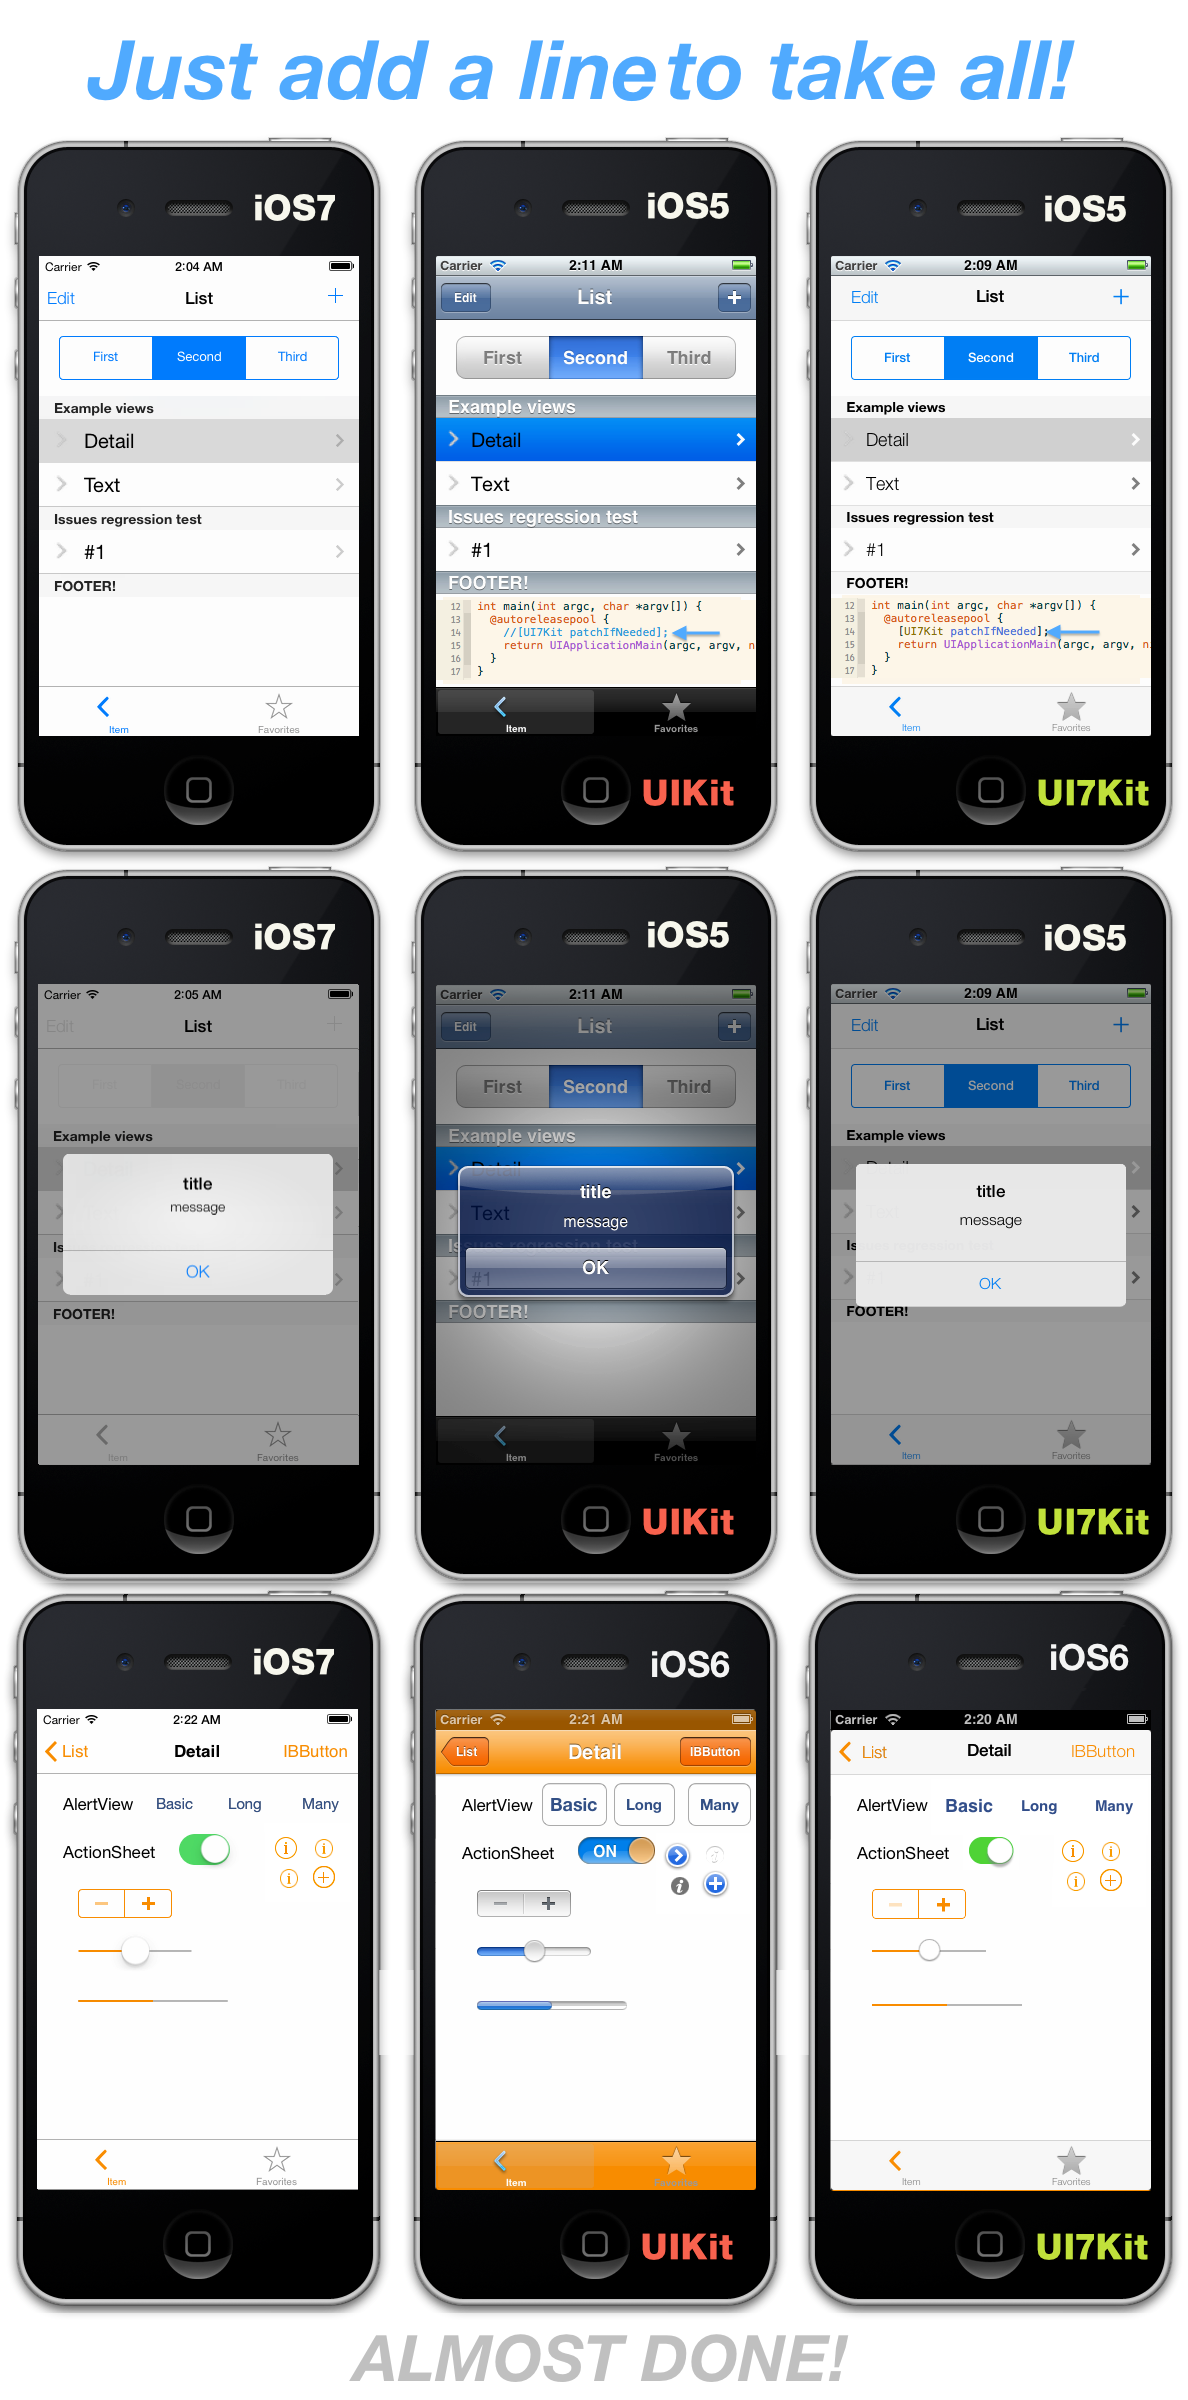 Just add a line to take all!
iOS7
Carrier 2:04 AM
Edit List +
First Second Third
Example views
Detail
Text
Issues regression test
#1
FOOTER!
Item Favorites
iOS5
Carrier 2:11 AM
Edit List +
First Second Third
Example views
Detail
Text
Issues regression test
#1
FOOTER!
12 int main(int argc, char *argv[]) {
13 @autoreleasepool {
14 //[UI7Kit patchIfNeeded];
15 return UIApplicationMain(argc, argv, n
16 }
17 }
Item Favorites
UIKit
iOS5
Carrier 2:09 AM
Edit List +
First Second Third
Example views
Detail
Text
Issues regression test
#1
FOOTER!
12 int main(int argc, char *argv[]) {
13 @autoreleasepool {
14 [UI7Kit patchIfNeeded];
15 return UIApplicationMain(argc, argv, n
16 }
17 }
Item Favorites
UI7Kit
iOS7
Carrier 2:05 AM
Edit List +
First Second Third
Example views
title
message
Is
OK
FOOTER!
Item Favorites
iOS5
Carrier 2:11 AM
Edit List +
First Second Third
Example views
Detail
title
Text
message
Issues regression test
OK
#1
FOOTER!
Item Favorites
UIKit
iOS5
Carrier 2:09 AM
Edit List +
First Second Third
Example views
Detail
title
message
Issues regression test
OK
FOOTER!
Item Favorites
UI7Kit
iOS7
Carrier 2:22 AM
List Detail IBButton
AlertView Basic Long Many
ActionSheet
Item Favorites
iOS6
Carrier 2:21 AM
List Detail IBButton
AlertView Basic Long Many
ActionSheet ON
Item
UIKit
iOS6
Carrier 2:20 AM
List Detail IBButton
AlertView Basic Long Many
ActionSheet
Item Favorites
UI7Kit
ALMOST DONE!